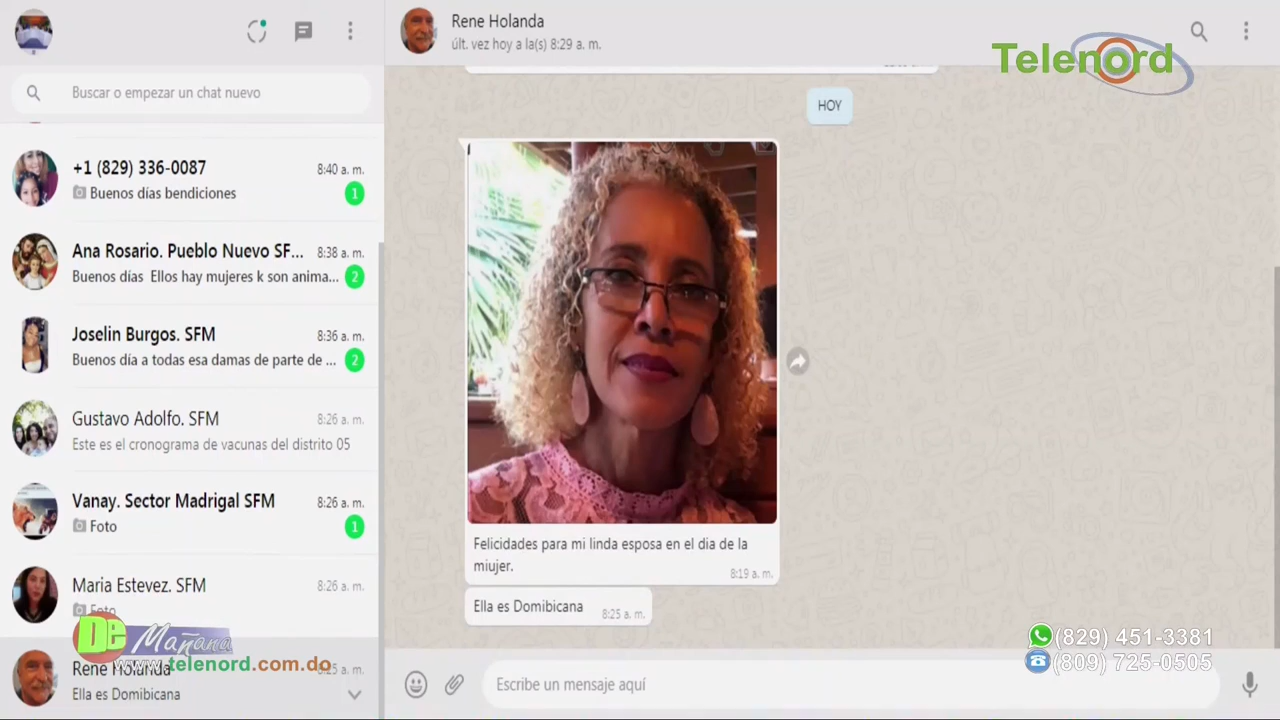 Rene Holanda
últ. vez hoy a la(s) 8:29 a. m.
Telenord
Buscar o empezar un chat nuevo
HOY
+1 (829) 336-0087
8:40 a. m.
Buenos días bendiciones
1
Ana Rosario. Pueblo Nuevo SF...
8:38 a. m.
Buenos días Ellos hay mujeres k son anima...
2
Joselin Burgos. SFM
8:36 a. m.
Buenos día a todas esa damas de parte de ...
2
Gustavo Adolfo. SFM
8:26 a. m.
Este es el cronograma de vacunas del distrito 05
Vanay. Sector Madrigal SFM
8:26 a. m.
Foto
1
Maria Estevez. SFM
8:26 a. m.
Foto
De Mañana
www.telenord.com.do
Rene Holanda
8:25 a. m.
Ella es Domibicana
Felicidades para mi linda esposa en el dia de la
miujer.
8:19 a. m.
Ella es Domibicana
8:25 a. m.
(829) 451-3381
(809) 725-0505
Escribe un mensaje aquí